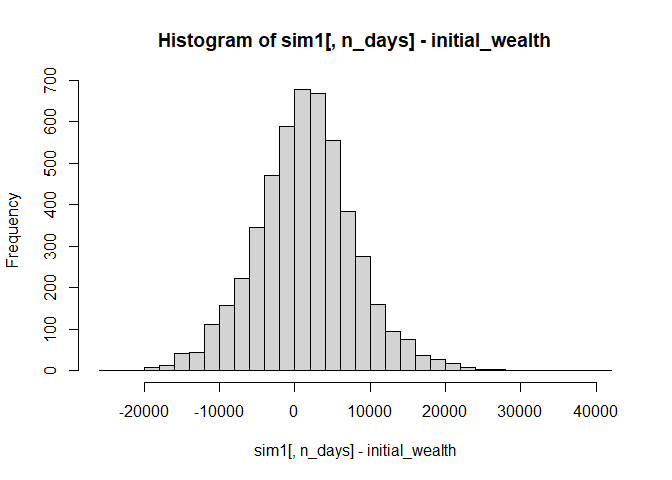 Histogram of sim1[, n_days] - initial_wealth
Frequency
700
600
500
400
300
200
100
0
-20000 -10000 0 10000 20000 30000 40000
sim1[, n_days] - initial_wealth